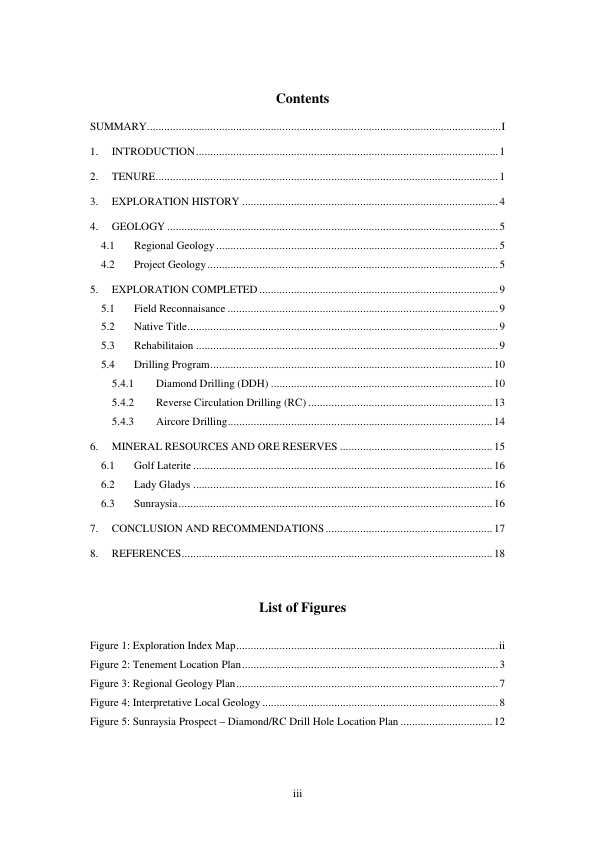 Contents
SUMMARY.....I
1. INTRODUCTION.....1
2. TENURE.....1
3. EXPLORATION HISTORY.....4
4. GEOLOGY.....5
4.1 Regional Geology.....5
4.2 Project Geology.....5
5. EXPLORATION COMPLETED.....9
5.1 Field Reconnaisance.....9
5.2 Native Title.....9
5.3 Rehabilitaion.....9
5.4 Drilling Program.....10
5.4.1 Diamond Drilling (DDH).....10
5.4.2 Reverse Circulation Drilling (RC).....13
5.4.3 Aircore Drilling.....14
6. MINERAL RESOURCES AND ORE RESERVES.....15
6.1 Golf Laterite.....16
6.2 Lady Gladys.....16
6.3 Sunraysia.....16
7. CONCLUSION AND RECOMMENDATIONS.....17
8. REFERENCES.....18
List of Figures
Figure 1: Exploration Index Map.....ii
Figure 2: Tenement Location Plan.....3
Figure 3: Regional Geology Plan.....7
Figure 4: Interpretative Local Geology.....8
Figure 5: Sunraysia Prospect – Diamond/RC Drill Hole Location Plan.....12
iii